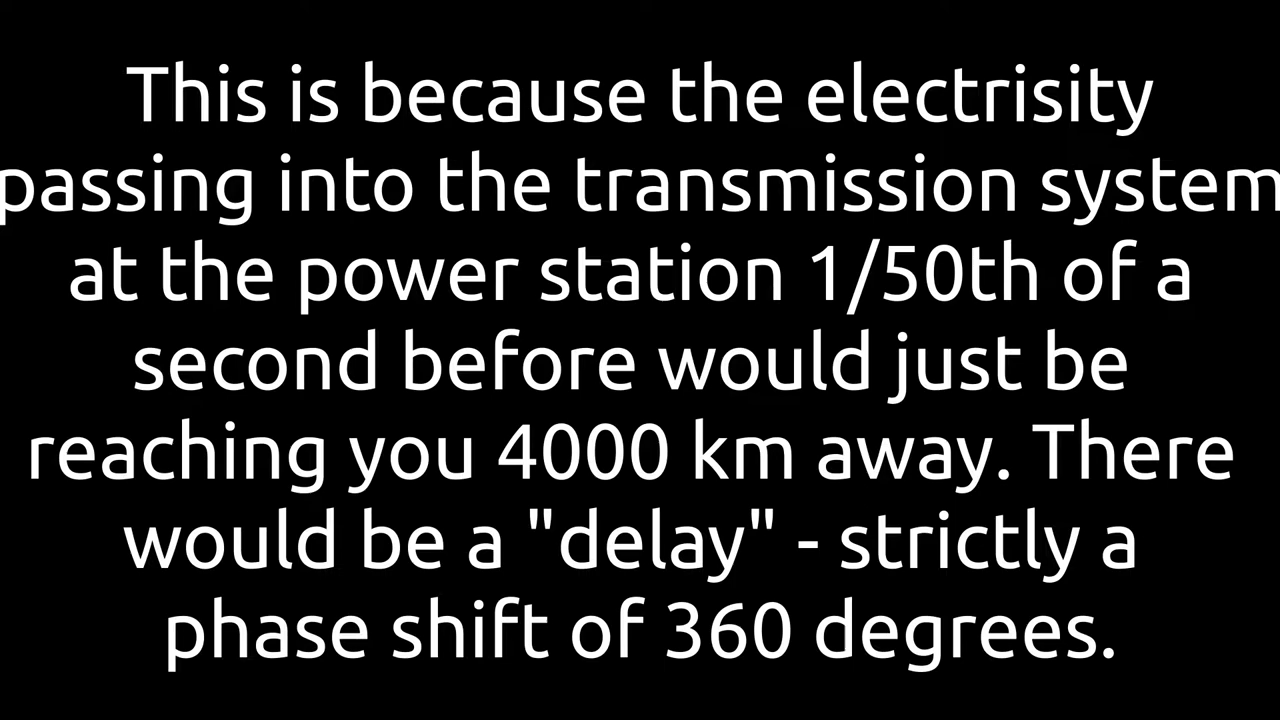 This is because the electrisity
passing into the transmission system
at the power station 1/50th of a
second before would just be
reaching you 4000 km away. There
would be a "delay" - strictly a
phase shift of 360 degrees.